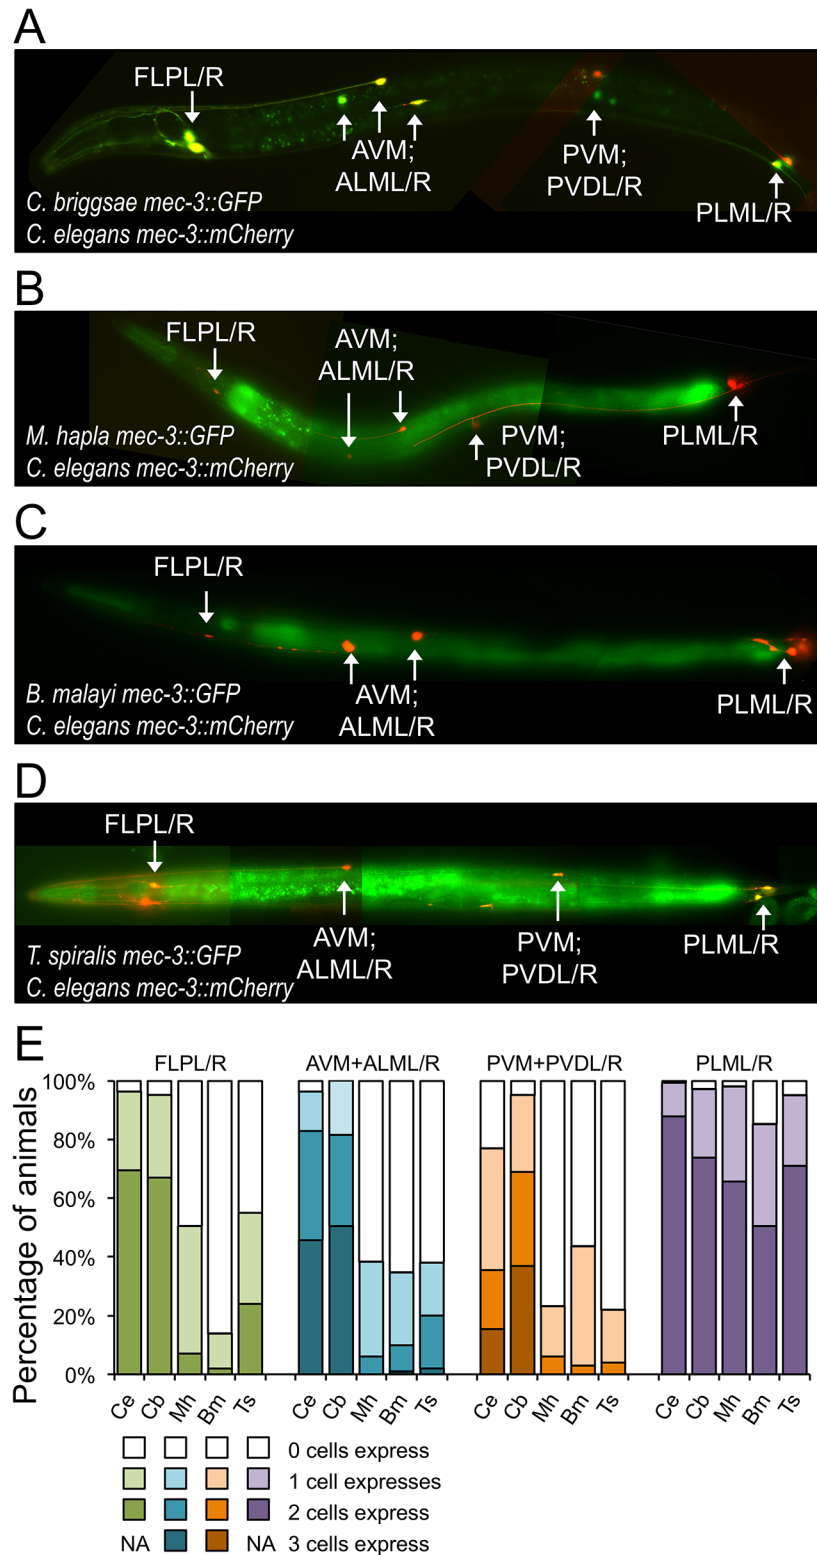 A
FLPL/R
AVM;
ALML/R
PVM;
PVDL/R
PLML/R
C. briggsae mec-3::GFP
C. elegans mec-3::mCherry
B
FLPL/R
AVM;
ALML/R
PVM;
PVDL/R
PLML/R
M. hapla mec-3::GFP
C. elegans mec-3::mCherry
C
FLPL/R
AVM;
ALML/R
PLML/R
B. malayi mec-3::GFP
C. elegans mec-3::mCherry
D
FLPL/R
AVM;
ALML/R
PVM;
PVDL/R
PLML/R
T. spiralis mec-3::GFP
C. elegans mec-3::mCherry
E
FLPL/R AVM+ALML/R PVM+PVDL/R PLML/R
Percentage of animals
100%
80%
60%
40%
20%
0%
Ce Cb Mh Bm Ts Ce Cb Mh Bm Ts Ce Cb Mh Bm Ts Ce Cb Mh Bm Ts
0 cells express
1 cell expresses
2 cells express
NA NA 3 cells express